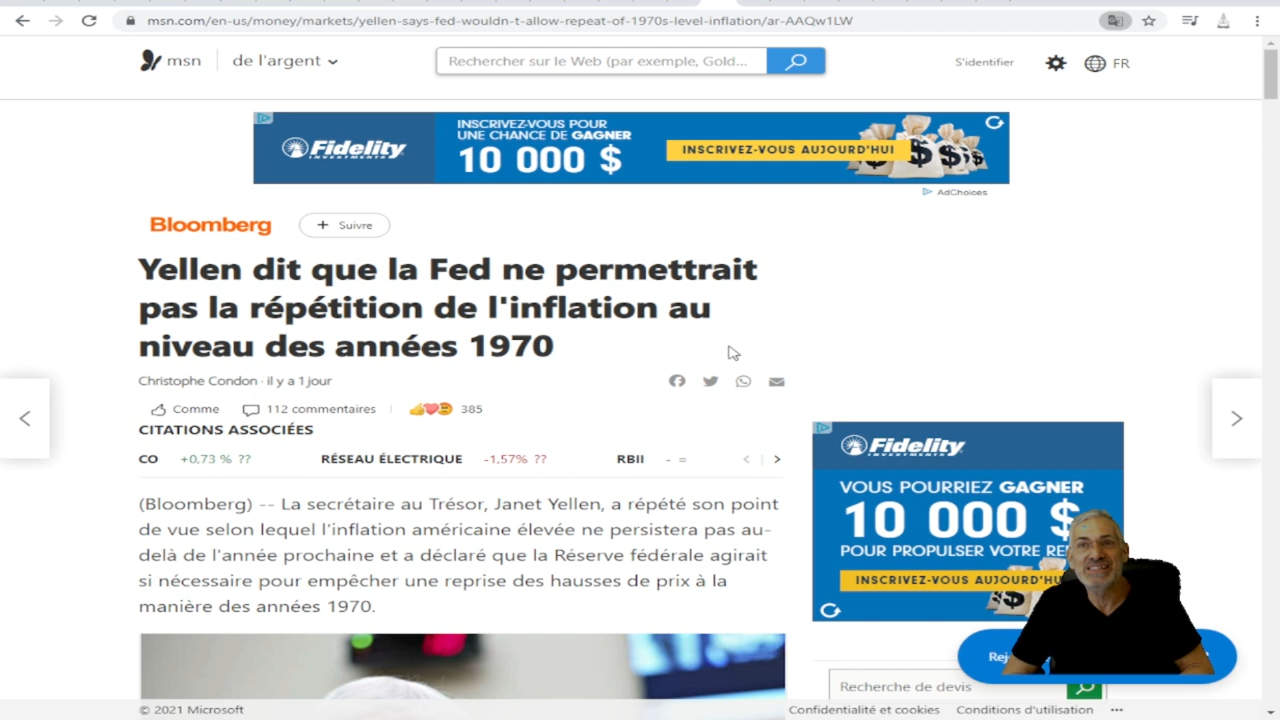 msn.com/en-us/money/markets/yellen-says-fed-wouldn-t-allow-repeat-of-1970s-level-inflation/ar-AAQw1LW
msn
de l'argent
Rechercher sur le Web (par exemple, Gold...
S'identifier
FR
Fidelity
INVESTMENTS
INSCRIVEZ-VOUS POUR
UNE CHANCE DE GAGNER
10 000 $
INSCRIVEZ-VOUS AUJOURD'HUI
AdChoices
Bloomberg
+ Suivre
Yellen dit que la Fed ne permettrait
pas la répétition de l'inflation au
niveau des années 1970
Christophe Condon · il y a 1 jour
Comme 112 commentaires 385
CITATIONS ASSOCIÉES
CO +0,73 % ?? RÉSEAU ÉLECTRIQUE -1,57% ?? RBII - =
(Bloomberg) -- La secrétaire au Trésor, Janet Yellen, a répété son point
de vue selon lequel l'inflation américaine élevée ne persistera pas au-
delà de l'année prochaine et a déclaré que la Réserve fédérale agirait
si nécessaire pour empêcher une reprise des hausses de prix à la
manière des années 1970.
Fidelity
INVESTMENTS
VOUS POURRIEZ GAGNER
10 000 $
POUR PROPULSER VOTRE
INSCRIVEZ-VOUS
Recherche de devis
© 2021 Microsoft
Confidentialité et cookies Conditions d'utilisation ...